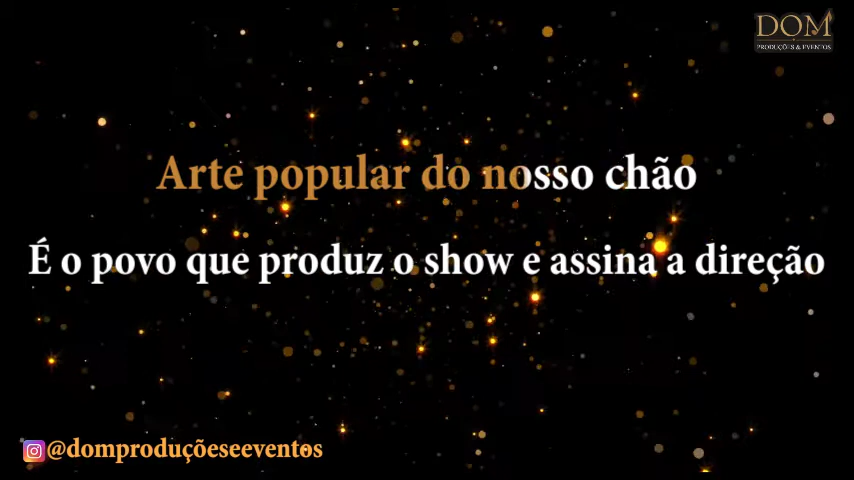 DOM
PRODUÇÕES & EVENTOS
Arte popular do nosso chão
É o povo que produz o show e assina a direção
@domproduçõeseeventos